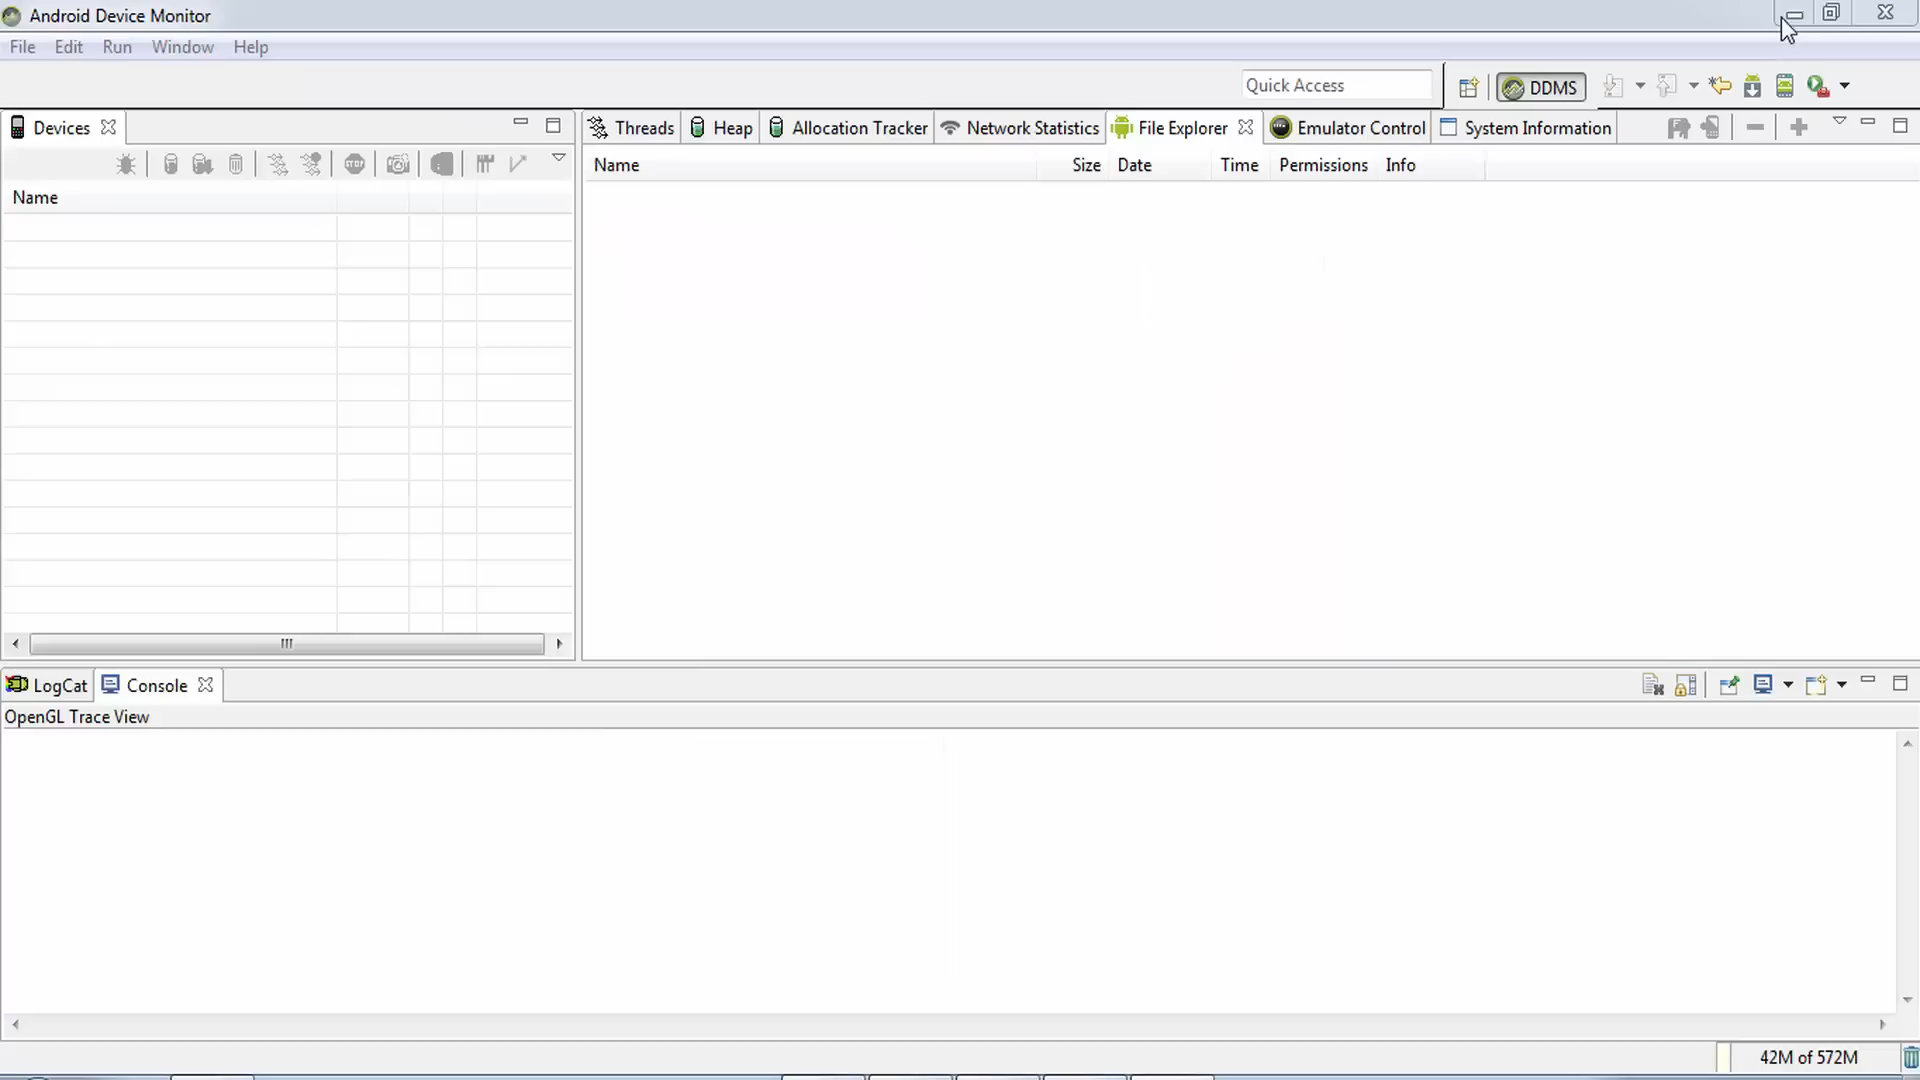 Android Device Monitor
File Edit Run Window Help
Quick Access DDMS
Devices Threads Heap Allocation Tracker Network Statistics File Explorer Emulator Control System Information
Name Size Date Time Permissions Info
STOP
Name
LogCat Console
OpenGL Trace View
42M of 572M